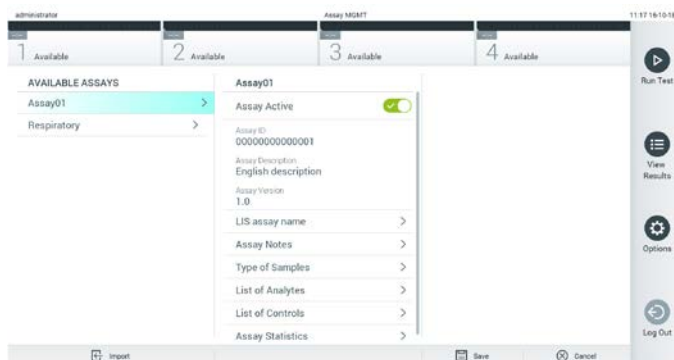 administrator Assay MGMT 11:17 16-10-18
1 Available 2 Available 3 Available 4 Available
Run Test
View
Results
Options
Log Out
AVAILABLE ASSAYS
Assay01
Respiratory
Assay01
Assay Active
Assay ID
00000000000001
Assay Description
English description
Assay Version
1.0
LIS assay name
Assay Notes
Type of Samples
List of Analytes
List of Controls
Assay Statistics
Import Save Cancel